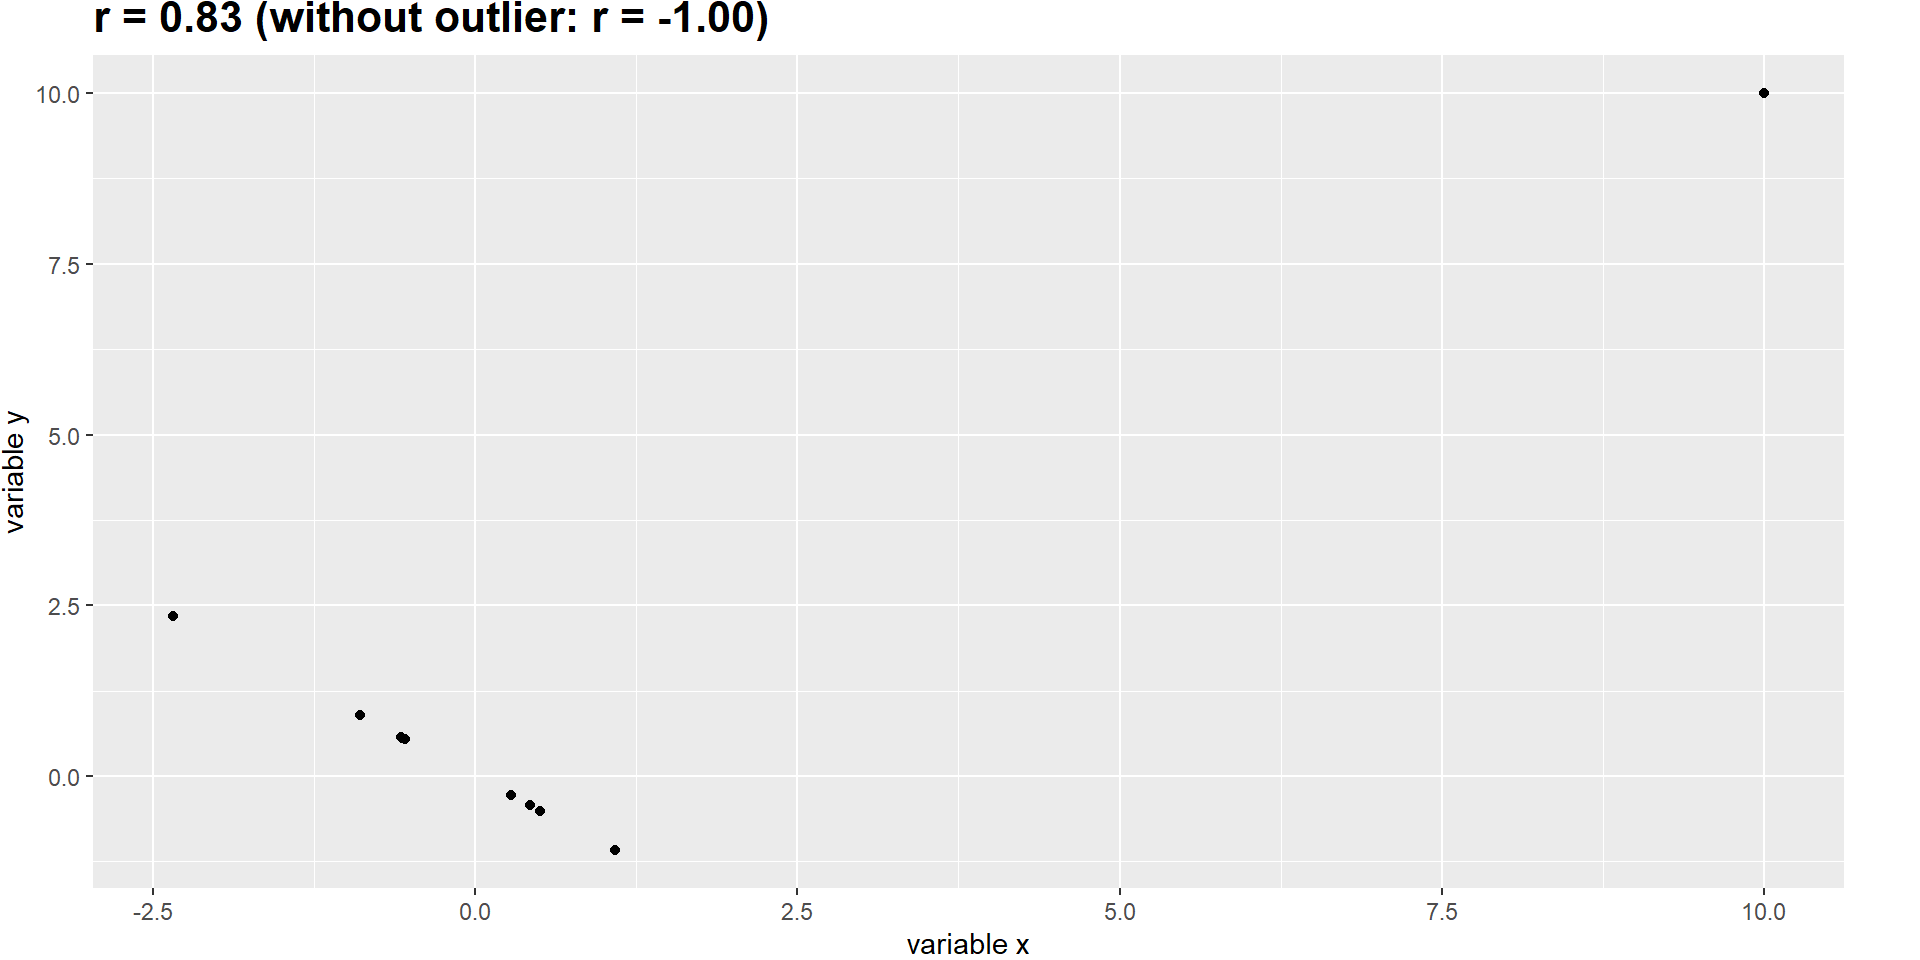 r = 0.83 (without outlier: r = -1.00)
variable y
10.0
7.5
5.0
2.5
0.0
-2.5 0.0 2.5 5.0 7.5 10.0
variable x